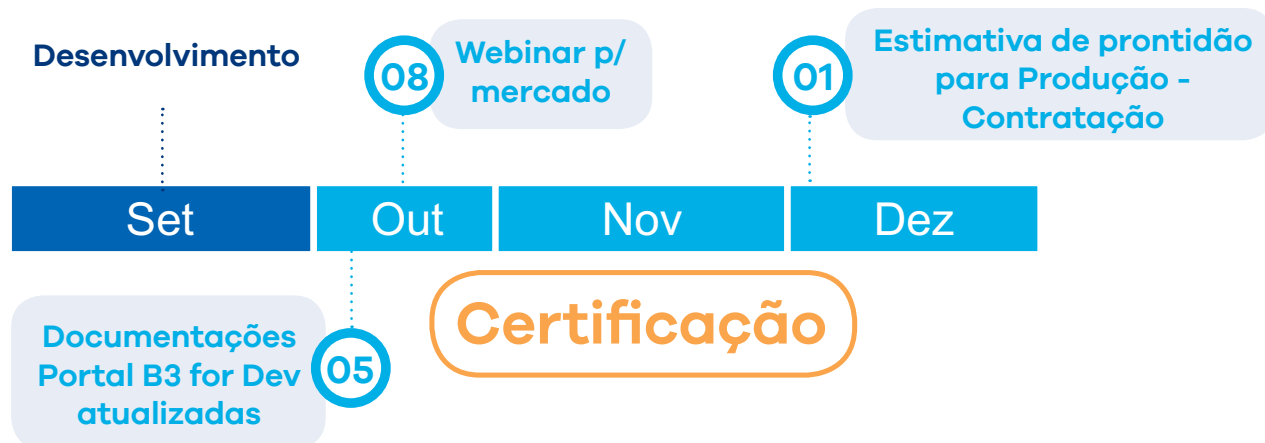 Desenvolvimento
08
Webinar p/
mercado
01
Estimativa de prontidão
para Produção -
Contratação
Set
Out
Nov
Dez
Documentações
Portal B3 for Dev
atualizadas
05
Certificação